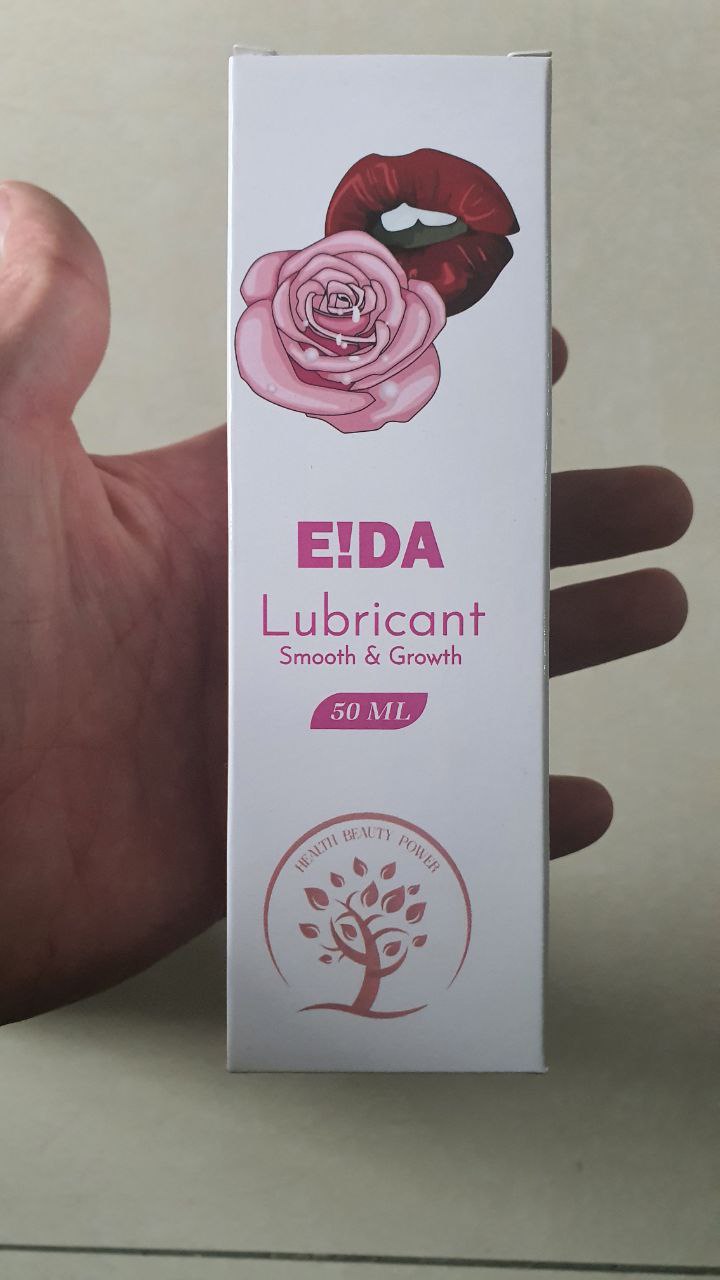 E!DA
Lubricant
Smooth & Growth
50 ML
HEALTH BEAUTY POWER